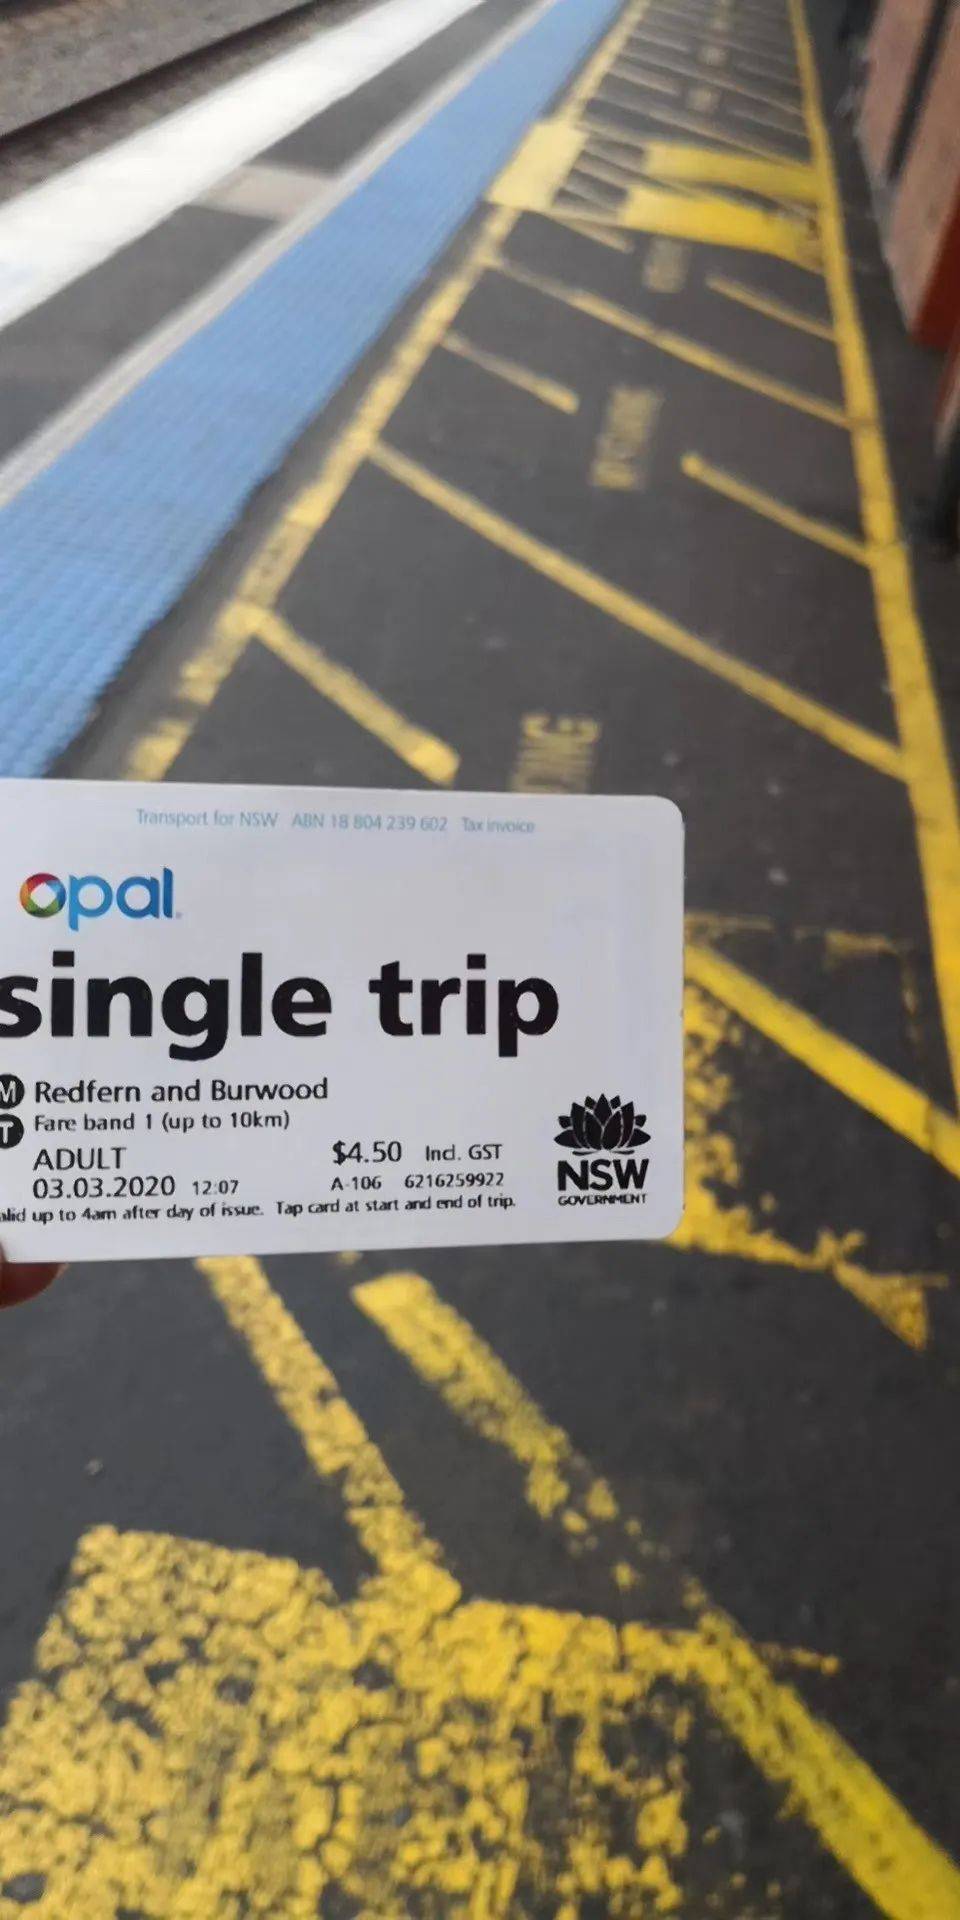 Transport for NSW ABN 18 804 239 602 Tax invoice
opal
single trip
M Redfern and Burwood
T Fare band 1 (up to 10km)
ADULT $4.50 Incl. GST
03.03.2020 12:07 A-106 6216259922
alid up to 4am after day of issue. Tap card at start and end of trip.
NSW
GOVERNMENT